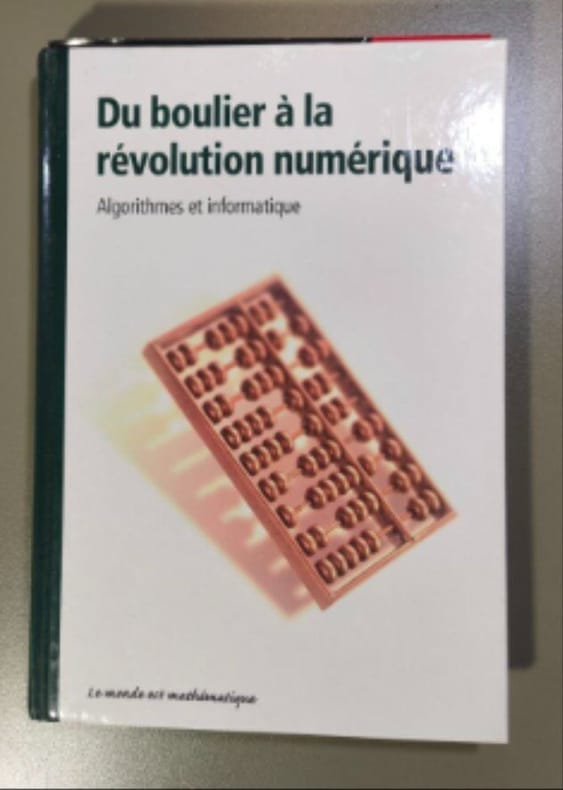 Du boulier à la
révolution numérique
Algorithmes et informatique
Le monde est mathématique